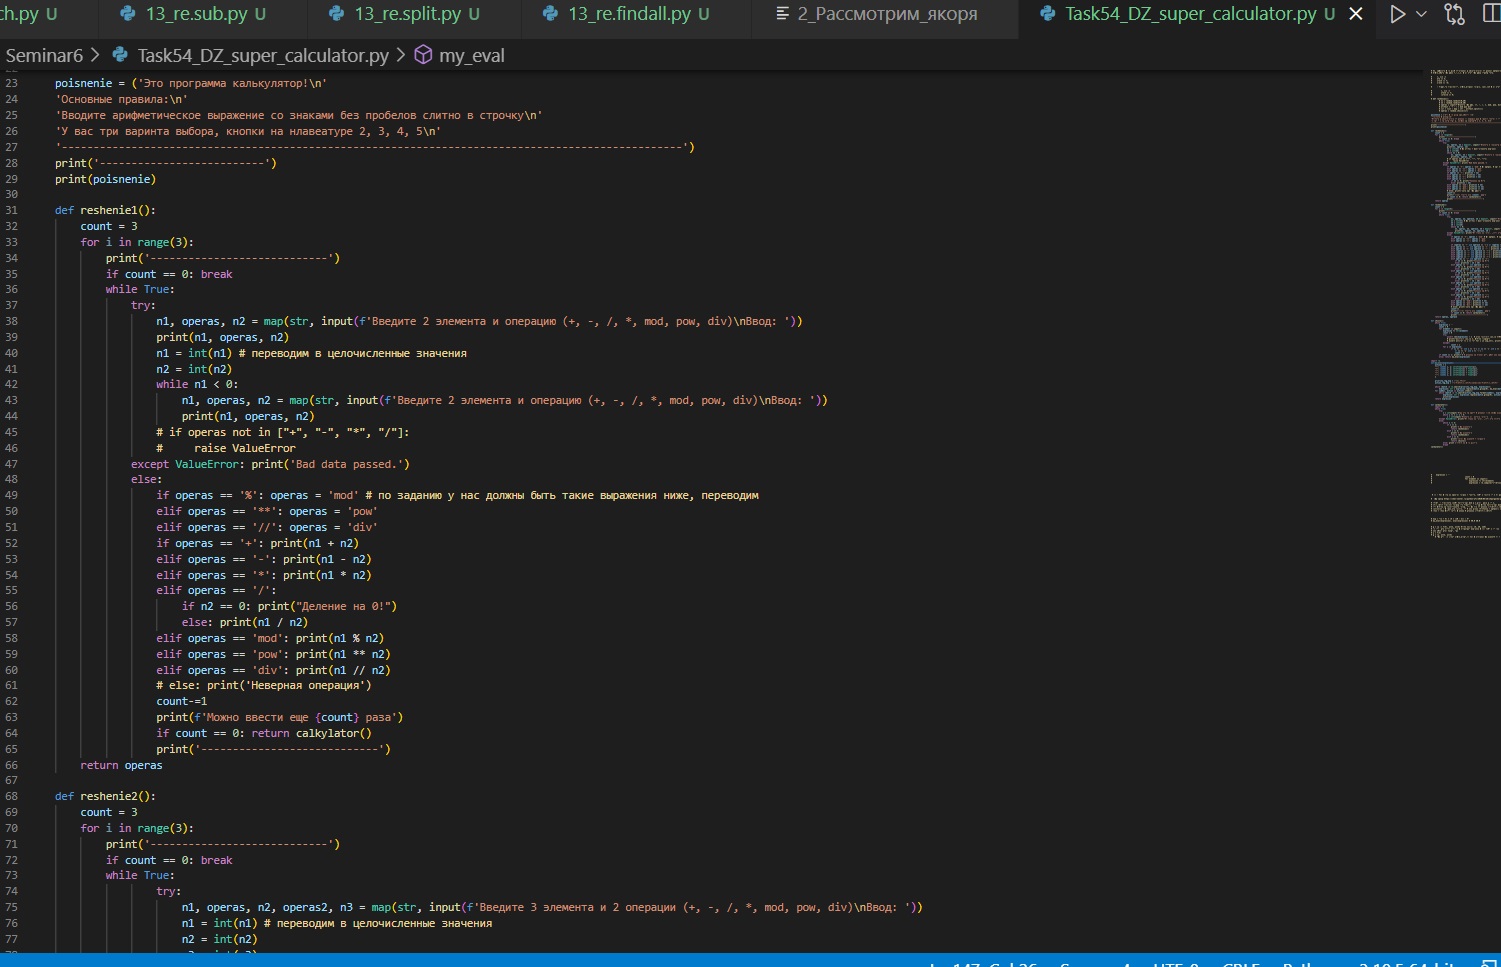 ch.py U 13_re.sub.py U 13_re.split.py U 13_re.findall.py U 2_Рассмотрим_якоря Task54_DZ_super_calculator.py U
Seminar6 > Task54_DZ_super_calculator.py > my_eval
23 poisnenie = ('Это программа калькулятор!\n'
24 'Основные правила:\n'
25 'Вводите арифметическое выражение со знаками без пробелов слитно в строчку\n'
26 'У вас три варинта выбора, кнопки на нлавеатуре 2, 3, 4, 5\n'
27 '--------------------------------------------------------------------------------------------------')
28 print('--------------------------')
29 print(poisnenie)
30
31 def reshenie1():
32 count = 3
33 for i in range(3):
34 print('----------------------------')
35 if count == 0: break
36 while True:
37 try:
38 n1, operas, n2 = map(str, input(f'Введите 2 элемента и операцию (+, -, /, *, mod, pow, div)\nВвод: '))
39 print(n1, operas, n2)
40 n1 = int(n1) # переводим в целочисленные значения
41 n2 = int(n2)
42 while n1 < 0:
43 n1, operas, n2 = map(str, input(f'Введите 2 элемента и операцию (+, -, /, *, mod, pow, div)\nВвод: '))
44 print(n1, operas, n2)
45 # if operas not in ["+", "-", "*", "/"]:
46 # raise ValueError
47 except ValueError: print('Bad data passed.')
48 else:
49 if operas == '%': operas = 'mod' # по заданию у нас должны быть такие выражения ниже, переводим
50 elif operas == '**': operas = 'pow'
51 elif operas == '//': operas = 'div'
52 if operas == '+': print(n1 + n2)
53 elif operas == '-': print(n1 - n2)
54 elif operas == '*': print(n1 * n2)
55 elif operas == '/':
56 if n2 == 0: print("Деление на 0!")
57 else: print(n1 / n2)
58 elif operas == 'mod': print(n1 % n2)
59 elif operas == 'pow': print(n1 ** n2)
60 elif operas == 'div': print(n1 // n2)
61 # else: print('Неверная операция')
62 count-=1
63 print(f'Можно ввести еще {count} раза')
64 if count == 0: return calkylator()
65 print('----------------------------')
66 return operas
67
68 def reshenie2():
69 count = 3
70 for i in range(3):
71 print('----------------------------')
72 if count == 0: break
73 while True:
74 try:
75 n1, operas, n2, operas2, n3 = map(str, input(f'Введите 3 элемента и 2 операции (+, -, /, *, mod, pow, div)\nВвод: '))
76 n1 = int(n1) # переводим в целочисленные значения
77 n2 = int(n2)